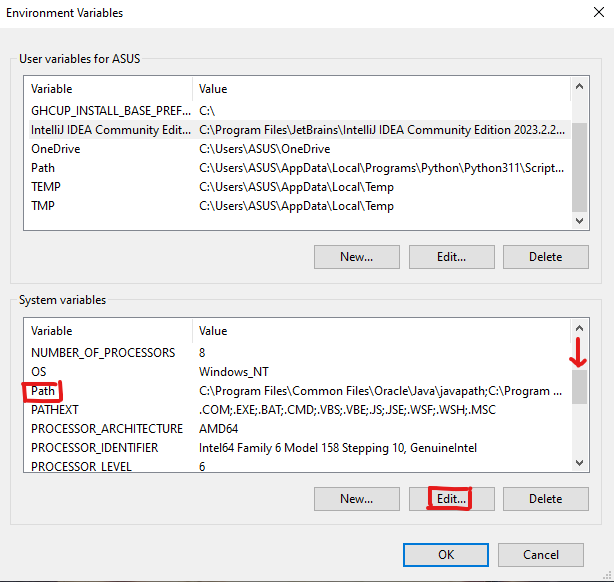 Environment Variables
User variables for ASUS
Variable Value
GHCUP_INSTALL_BASE_PREF... C:\
IntelliJ IDEA Community Edit... C:\Program Files\JetBrains\IntelliJ IDEA Community Edition 2023.2.2...
OneDrive C:\Users\ASUS\OneDrive
Path C:\Users\ASUS\AppData\Local\Programs\Python\Python311\Script...
TEMP C:\Users\ASUS\AppData\Local\Temp
TMP C:\Users\ASUS\AppData\Local\Temp
New... Edit... Delete
System variables
Variable Value
NUMBER_OF_PROCESSORS 8
OS Windows_NT
Path C:\Program Files\Common Files\Oracle\Java\javapath;C:\Program ...
PATHEXT .COM;.EXE;.BAT;.CMD;.VBS;.VBE;.JS;.JSE;.WSF;.WSH;.MSC
PROCESSOR_ARCHITECTURE AMD64
PROCESSOR_IDENTIFIER Intel64 Family 6 Model 158 Stepping 10, GenuineIntel
PROCESSOR_LEVEL 6
New... Edit... Delete
OK Cancel